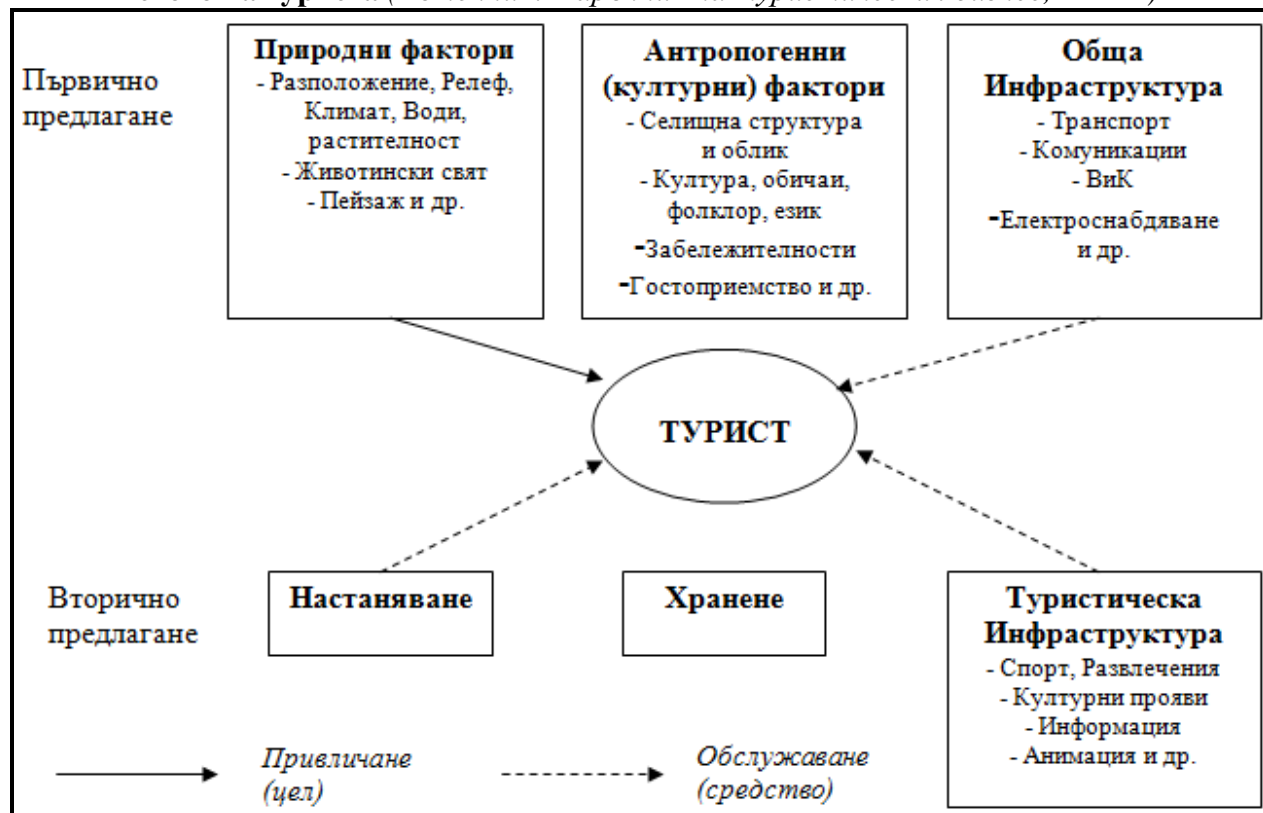 Първично
предлагане
Природни фактори
- Разположение, Релеф,
Климат, Води,
растителност
- Животински свят
- Пейзаж и др.
Антропогенни
(културни) фактори
- Селищна структура
и облик
- Култура, обичаи,
фолклор, език
-Забележителности
-Гостоприемство и др.
Обща
Инфраструктура
- Транспорт
- Комуникации
- ВиК
-Електроснабдяване
и др.
ТУРИСТ
Вторично
предлагане
Настаняване
Хранене
Туристическа
Инфраструктура
- Спорт, Развлечения
- Културни прояви
- Информация
- Анимация и др.
Привличане
(цел)
Обслужаване
(средство)